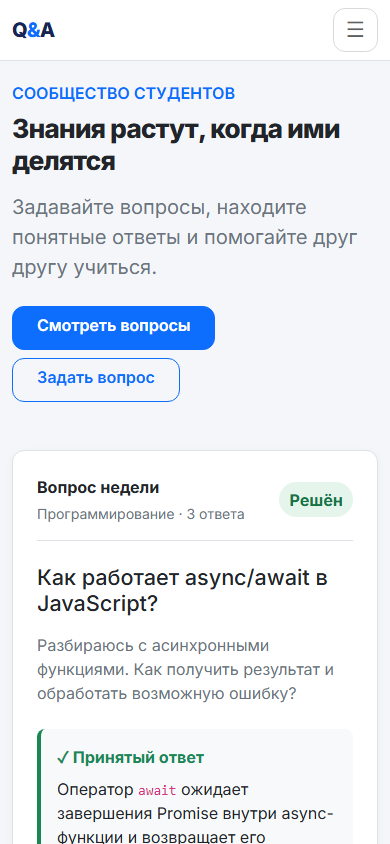 Q&A
☰
СООБЩЕСТВО СТУДЕНТОВ
Знания растут, когда ими
делятся
Задавайте вопросы, находите
понятные ответы и помогайте друг
другу учиться.
Смотреть вопросы
Задать вопрос
Вопрос недели
Программирование · 3 ответа
Решён
Как работает async/await в
JavaScript?
Разбираюсь с асинхронными
функциями. Как получить результат и
обработать возможную ошибку?
✓ Принятый ответ
Оператор await ожидает
завершения Promise внутри async-
функции и возвращает его